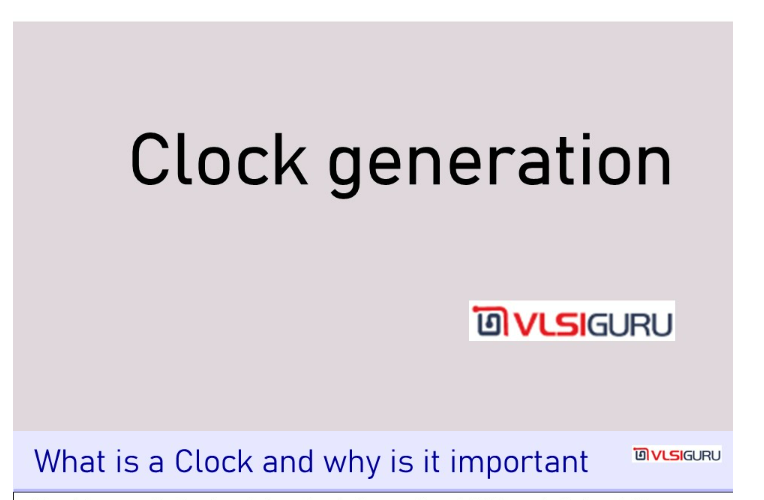 Clock generation
VLSIGURU
What is a Clock and why is it important
VLSIGURU